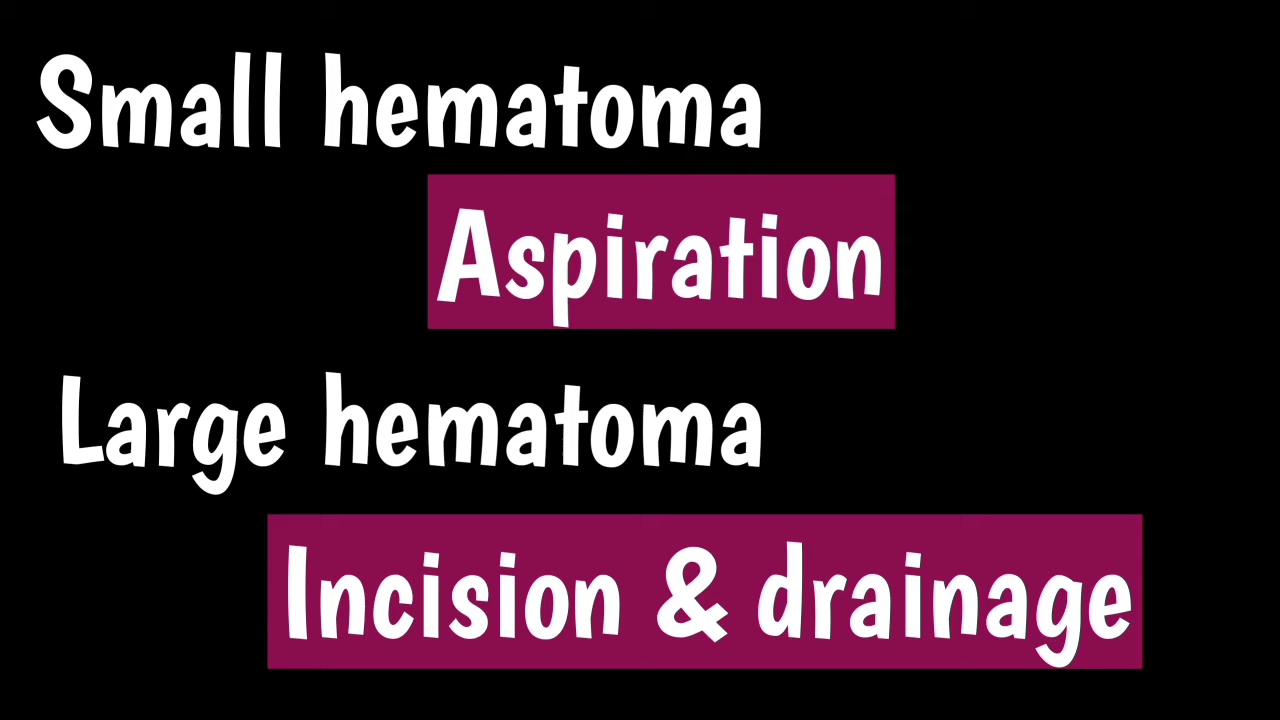 Small hematoma
Aspiration
Large hematoma
Incision & drainage